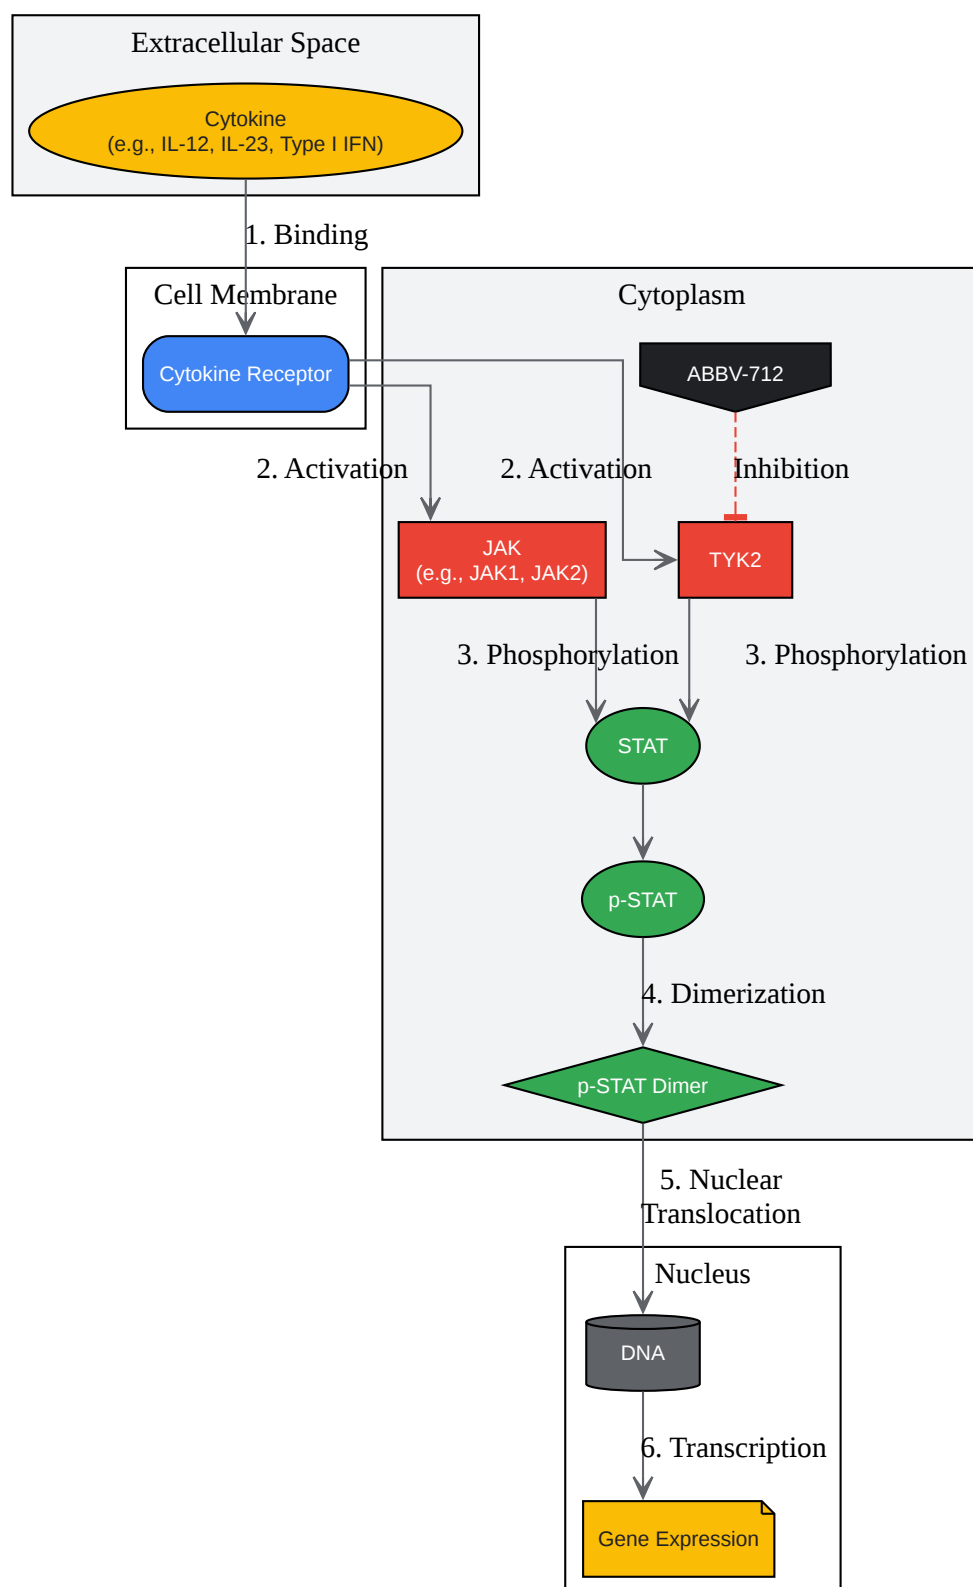 Extracellular Space
Cytokine
(e.g., IL-12, IL-23, Type I IFN)
1. Binding
Cell Membrane
Cytokine Receptor
Cytoplasm
ABBV-712
2. Activation
2. Activation
Inhibition
JAK
(e.g., JAK1, JAK2)
TYK2
3. Phosphorylation
3. Phosphorylation
STAT
p-STAT
4. Dimerization
p-STAT Dimer
5. Nuclear
Translocation
Nucleus
DNA
6. Transcription
Gene Expression